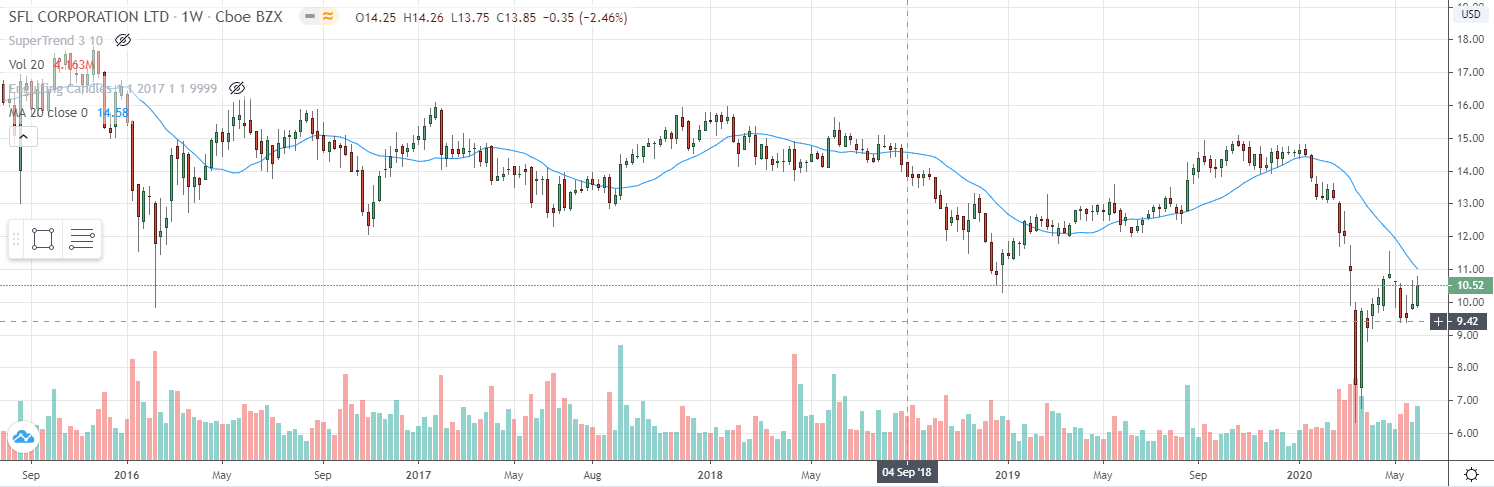 SFL CORPORATION LTD · 1W · Cboe BZX O14.25 H14.26 L13.75 C13.85 −0.35 (−2.46%)
SuperTrend 3 10
Vol 20 4.163M
Engulfing Candles 1 1 2017 1 1 9999
MA 20 close 0 14.58
USD
19.00
18.00
17.00
16.00
15.00
14.00
13.00
12.00
11.00
10.52
10.00
9.42
9.00
8.00
7.00
6.00
Sep 2016 May Sep 2017 May Aug 2018 May 04 Sep '18 2019 May Sep 2020 May